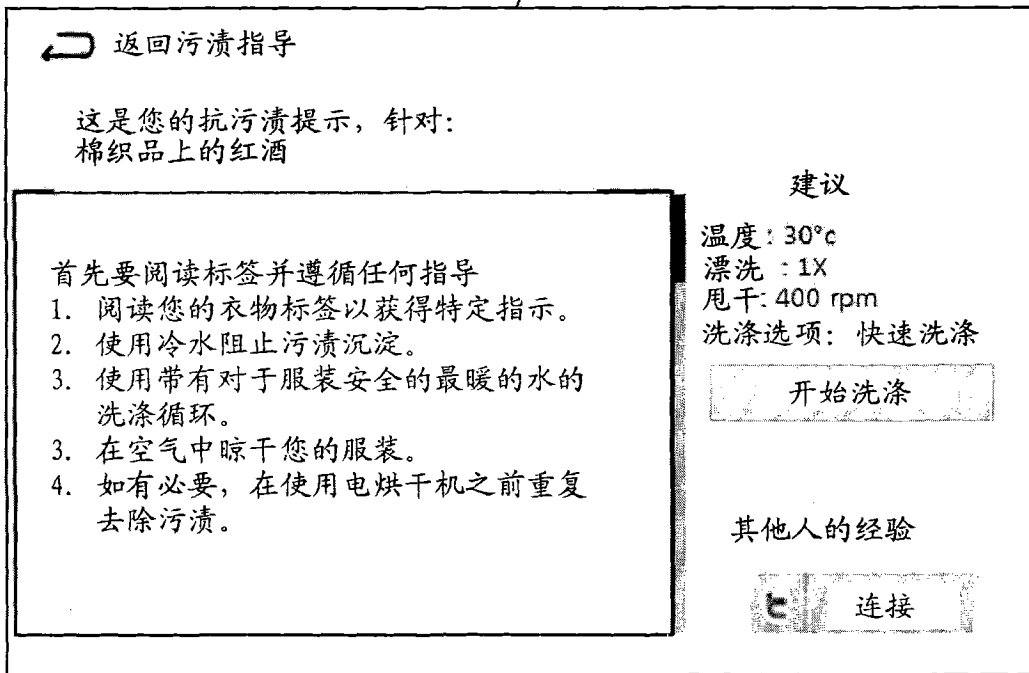 返回污渍指导
这是您的抗污渍提示，针对：
棉织品上的红酒
首先要阅读标签并遵循任何指导
1. 阅读您的衣物标签以获得特定指示。
2. 使用冷水阻止污渍沉淀。
3. 使用带有对于服装安全的最暖的水的
洗涤循环。
3. 在空气中晾干您的服装。
4. 如有必要，在使用电烘干机之前重复
去除污渍。
建议
温度：30°c
漂洗 ：1X
甩干：400 rpm
洗涤选项：快速洗涤
开始洗涤
其他人的经验
t 连接